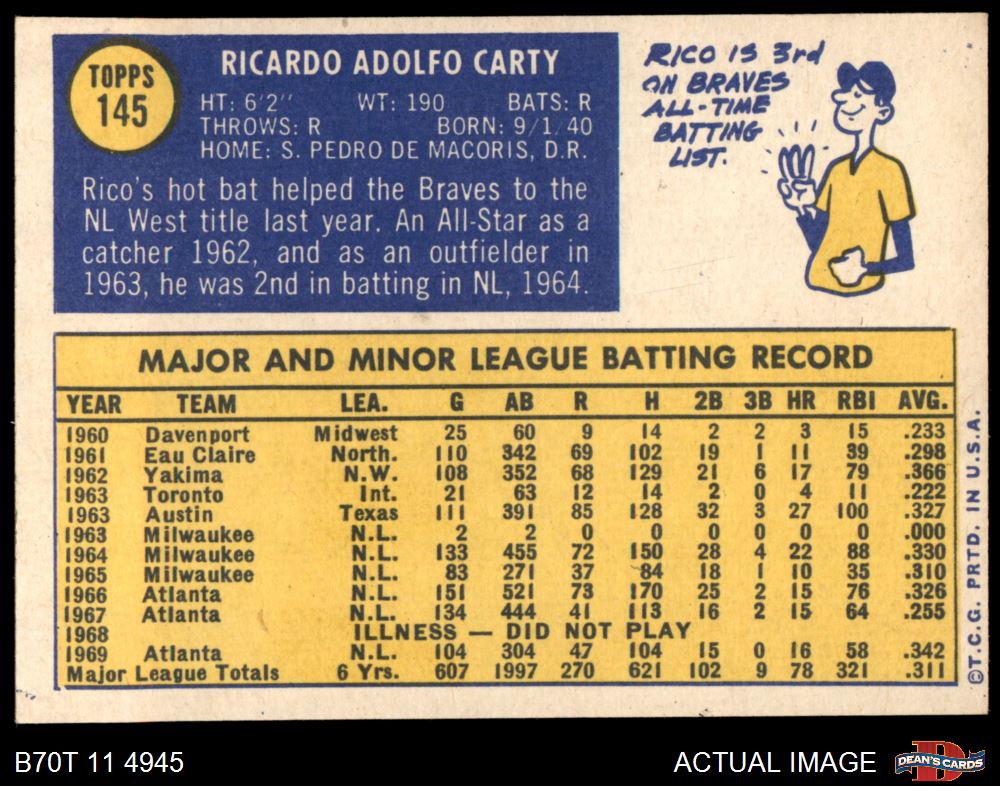 TOPPS
145
RICARDO ADOLFO CARTY
HT: 6'2" WT: 190 BATS: R
THROWS: R BORN: 9/1/40
HOME: S. PEDRO DE MACORIS, D.R.
Rico's hot bat helped the Braves to the
NL West title last year. An All-Star as a
catcher 1962, and as an outfielder in
1963, he was 2nd in batting in NL, 1964.
RICO IS 3rd
ON BRAVES
ALL-TIME
BATTING
LIST.
MAJOR AND MINOR LEAGUE BATTING RECORD
YEAR TEAM LEA. G AB R H 2B 3B HR RBI AVG.
1960 Davenport Midwest 25 60 9 14 2 2 3 15 .233
1961 Eau Claire North. 110 342 69 102 19 1 11 39 .298
1962 Yakima N.W. 108 352 68 129 21 6 17 79 .366
1963 Toronto Int. 21 63 12 14 2 0 4 11 .222
1963 Austin Texas 111 391 85 128 32 3 27 100 .327
1963 Milwaukee N.L. 2 2 0 0 0 0 0 0 .000
1964 Milwaukee N.L. 133 455 72 150 28 4 22 88 .330
1965 Milwaukee N.L. 83 271 37 84 18 1 10 35 .310
1966 Atlanta N.L. 151 521 73 170 25 2 15 76 .326
1967 Atlanta N.L. 134 444 41 113 16 2 15 64 .255
1968 ILLNESS — DID NOT PLAY
1969 Atlanta N.L. 104 304 47 104 15 0 16 58 .342
Major League Totals 6 Yrs. 607 1997 270 621 102 9 78 321 .311
©T.C.G. PRTD. IN U.S.A.
B70T 11 4945
ACTUAL IMAGE
DEAN'S CARDS